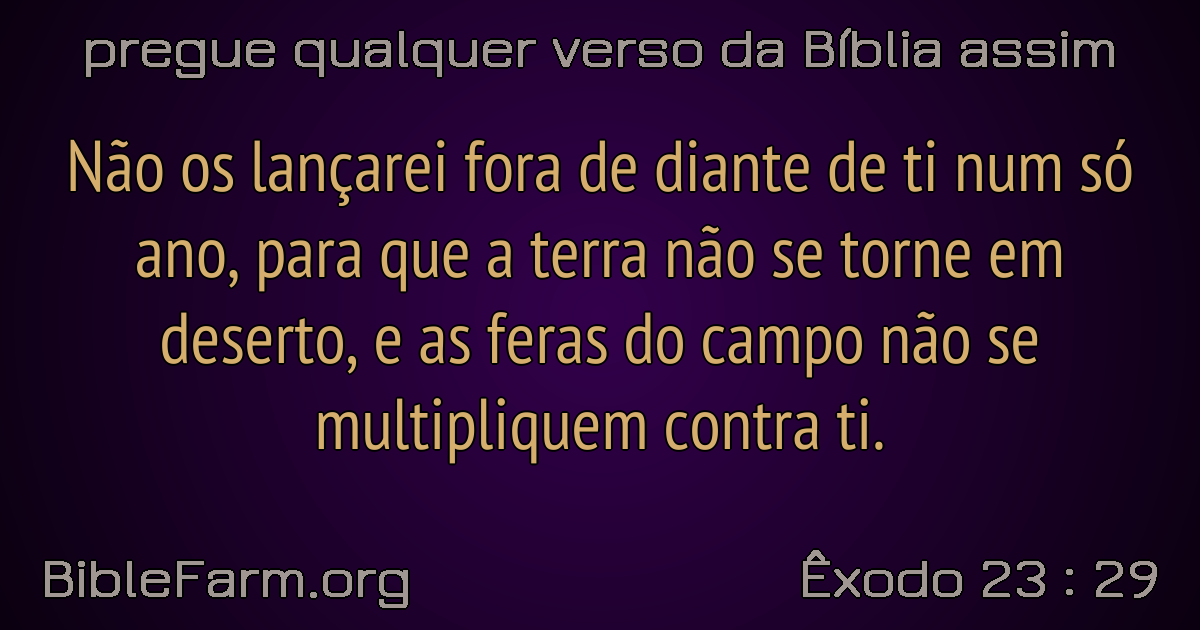 pregue qualquer verso da Bíblia assim
Não os lançarei fora de diante de ti num só
ano, para que a terra não se torne em
deserto, e as feras do campo não se
multipliquem contra ti.
BibleFarm.org
Êxodo 23 : 29